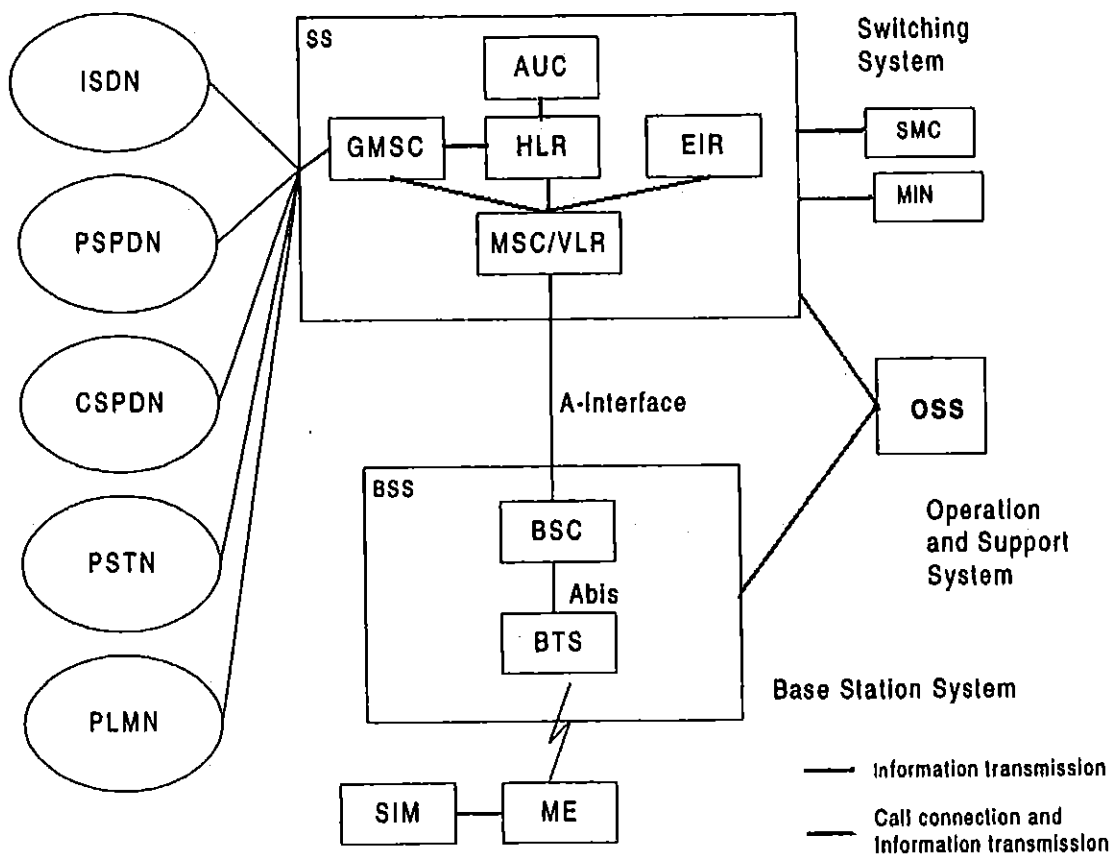 ISDN
PSPDN
CSPDN
PSTN
PLMN
SS
AUC
GMSC
HLR
EIR
MSC/VLR
Switching
System
SMC
MIN
A-Interface
OSS
Operation
and Support
System
BSS
BSC
Abis
BTS
Base Station System
SIM
ME
Information transmission
Call connection and
Information transmission